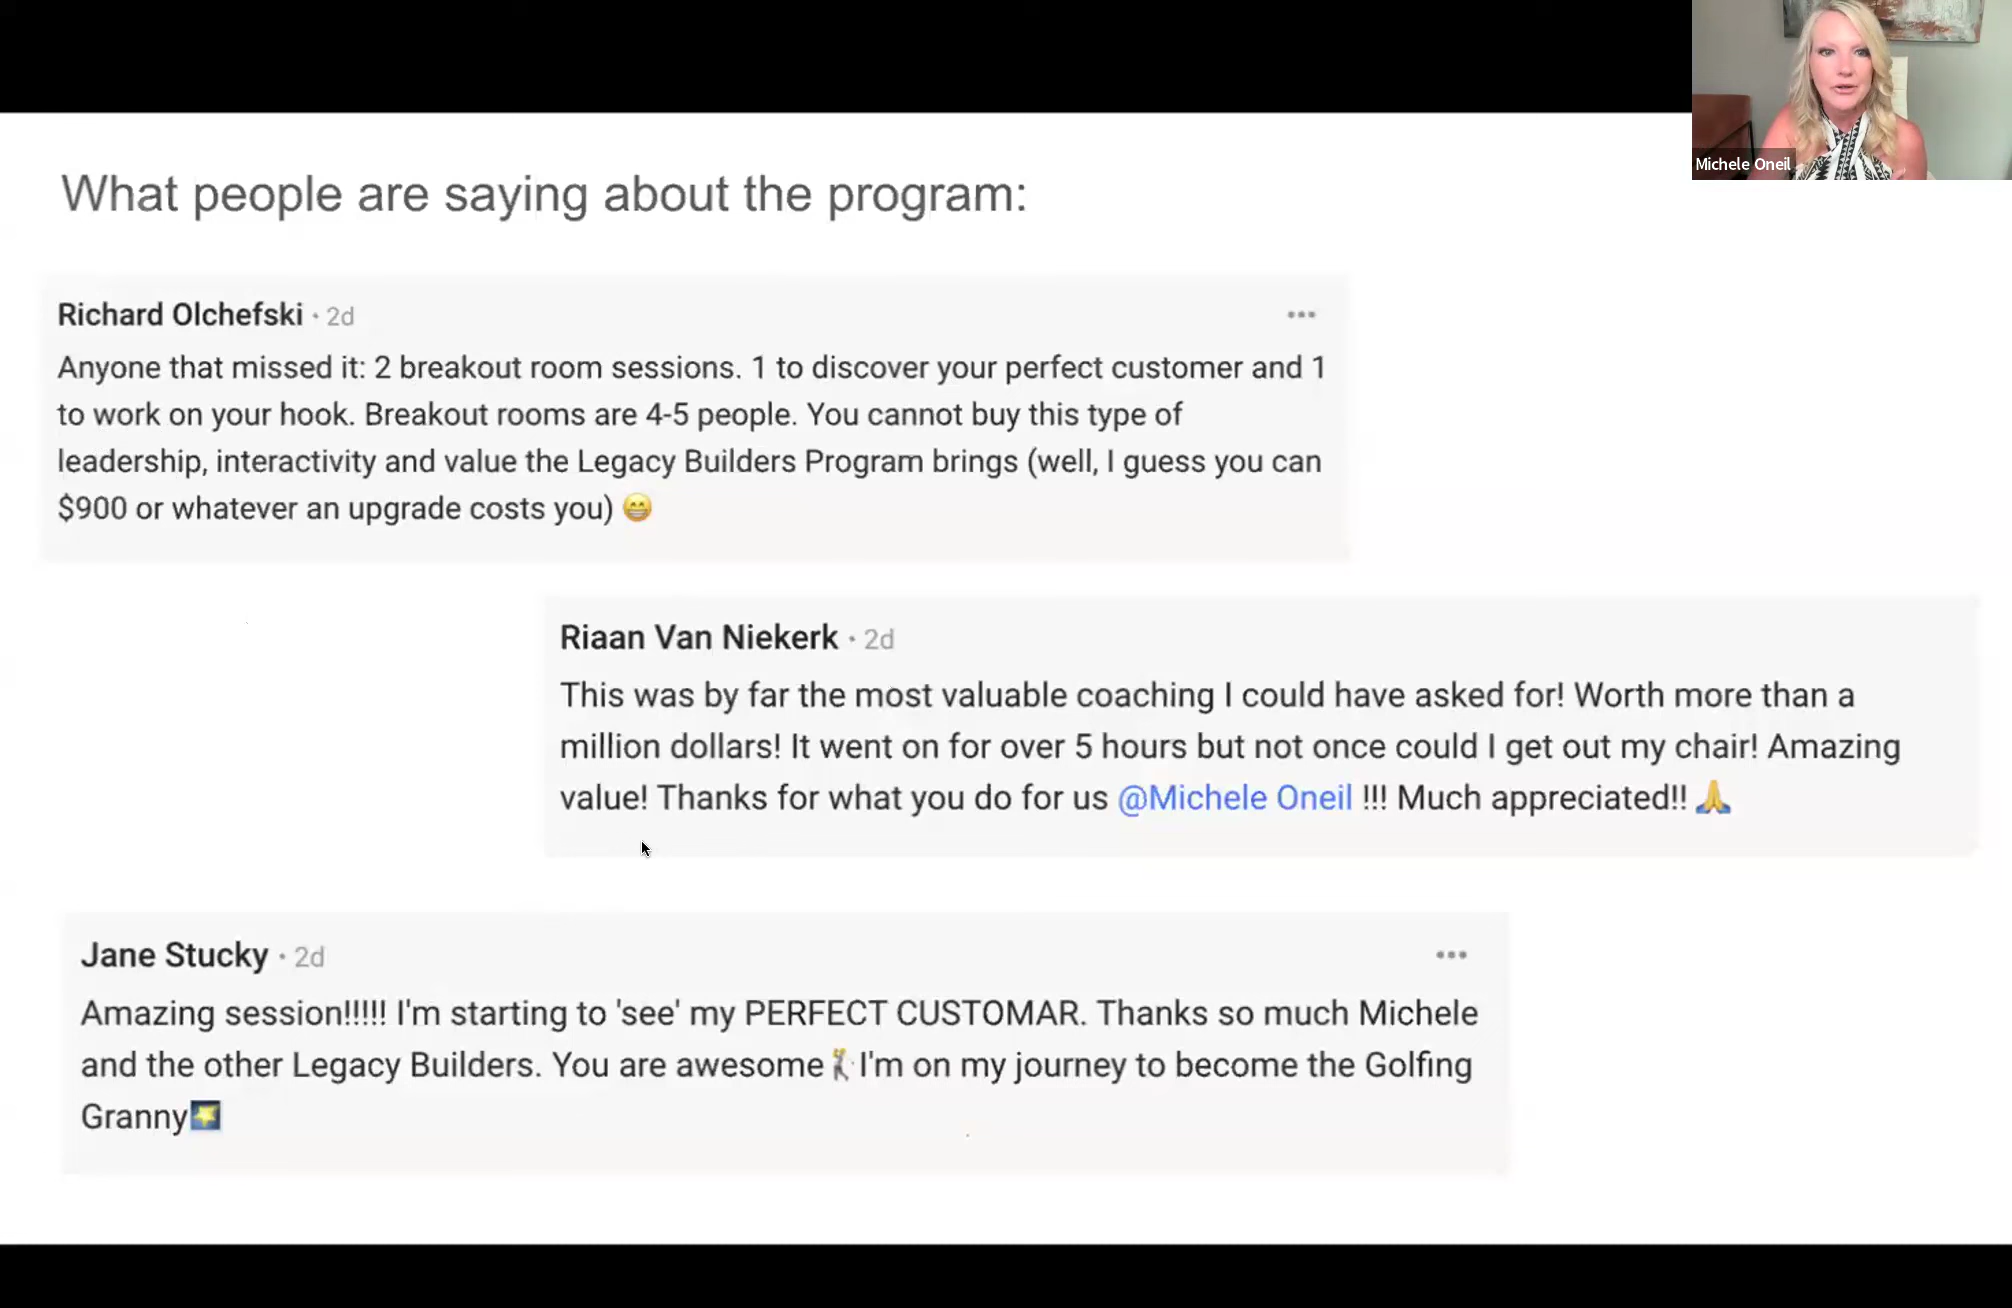 Michele Oneil
What people are saying about the program:
Richard Olchefski · 2d
Anyone that missed it: 2 breakout room sessions. 1 to discover your perfect customer and 1
to work on your hook. Breakout rooms are 4-5 people. You cannot buy this type of
leadership, interactivity and value the Legacy Builders Program brings (well, I guess you can
$900 or whatever an upgrade costs you) 😁
Riaan Van Niekerk · 2d
This was by far the most valuable coaching I could have asked for! Worth more than a
million dollars! It went on for over 5 hours but not once could I get out my chair! Amazing
value! Thanks for what you do for us @Michele Oneil !!! Much appreciated!! 🙏
Jane Stucky · 2d
Amazing session!!!!! I'm starting to 'see' my PERFECT CUSTOMAR. Thanks so much Michele
and the other Legacy Builders. You are awesome I'm on my journey to become the Golfing
Granny